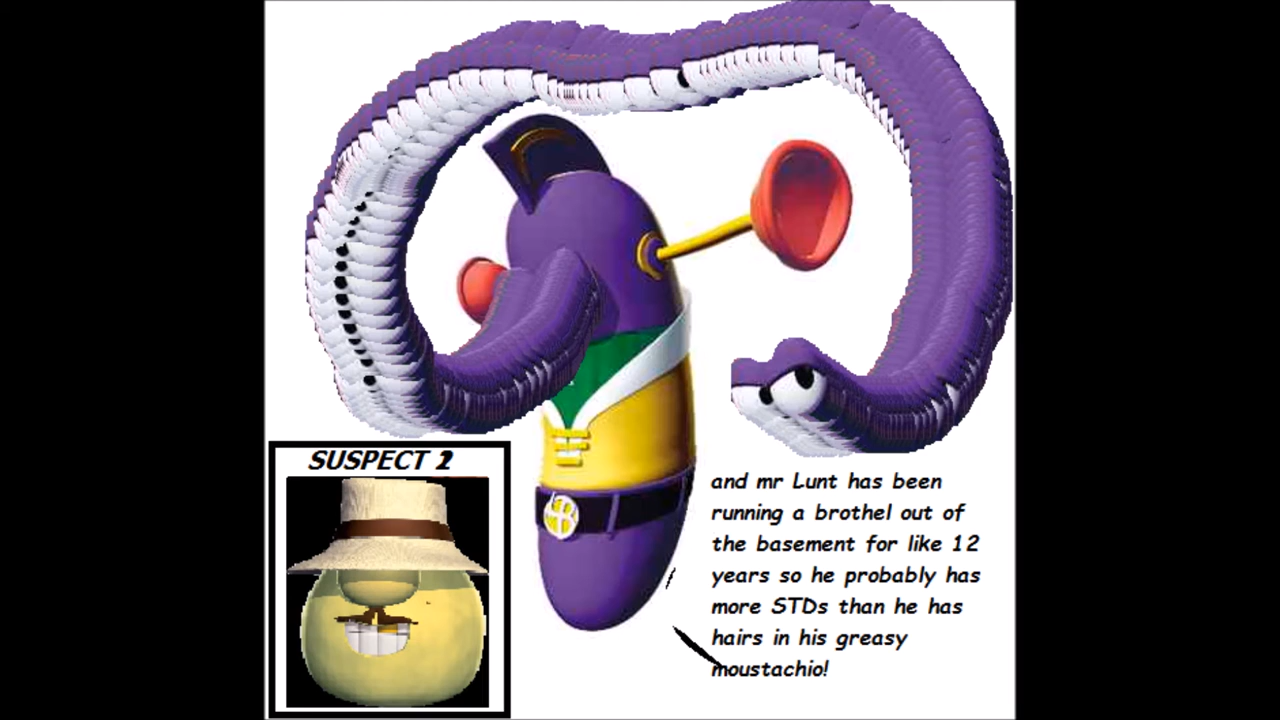 SUSPECT 2
and mr Lunt has been
running a brothel out of
the basement for like 12
years so he probably has
more STDs than he has
hairs in his greasy
moustachio!